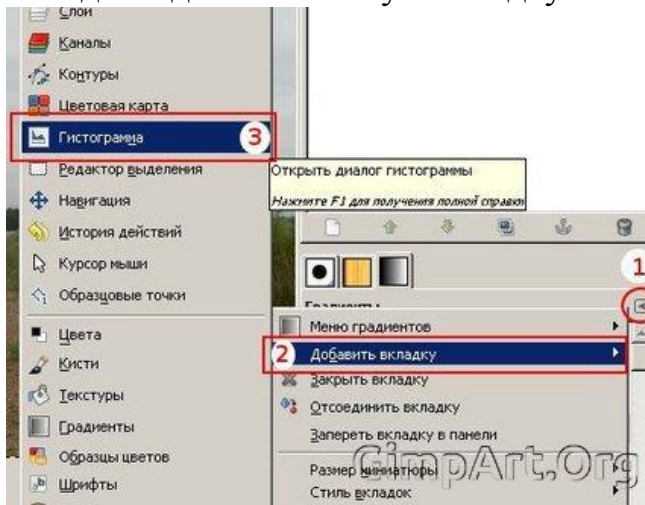 Слои
Каналы
Контуры
Цветовая карта
Гистограмма
3
Редактор выделения
Навигация
История действий
Курсор мыши
Образцовые точки
Цвета
Кисти
Текстуры
Градиенты
Образцы цветов
Шрифты
Открыть диалог гистограммы
Нажмите F1 для получения полной справки
1
Градиенты
Меню градиентов
2
Добавить вкладку
Закрыть вкладку
Отсоединить вкладку
Запереть вкладку в панели
Размер миниатюры
Стиль вкладок
GimpArt.Org